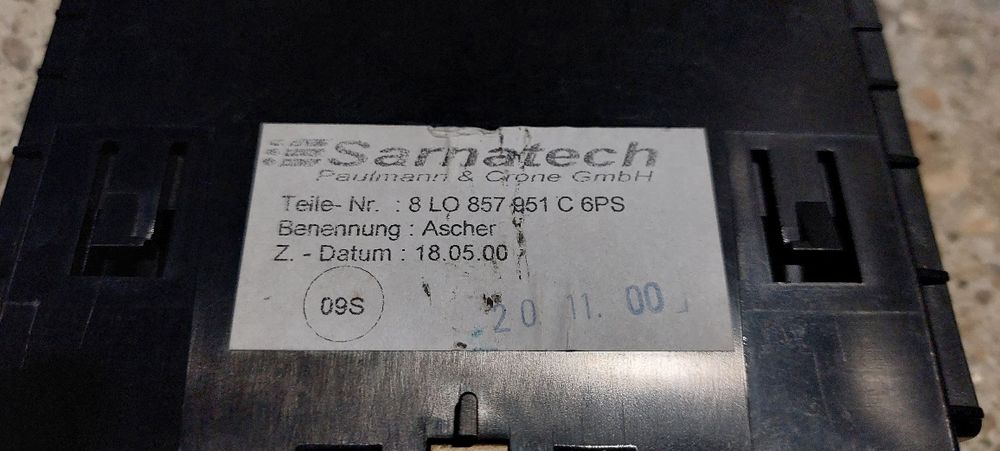 Sarnatech
Paulmann & Crone GmbH
Teile- Nr. : 8 LO 857 951 C 6PS
Benennung : Ascher
Z. - Datum : 18.05.00
09S
20. 11. 00